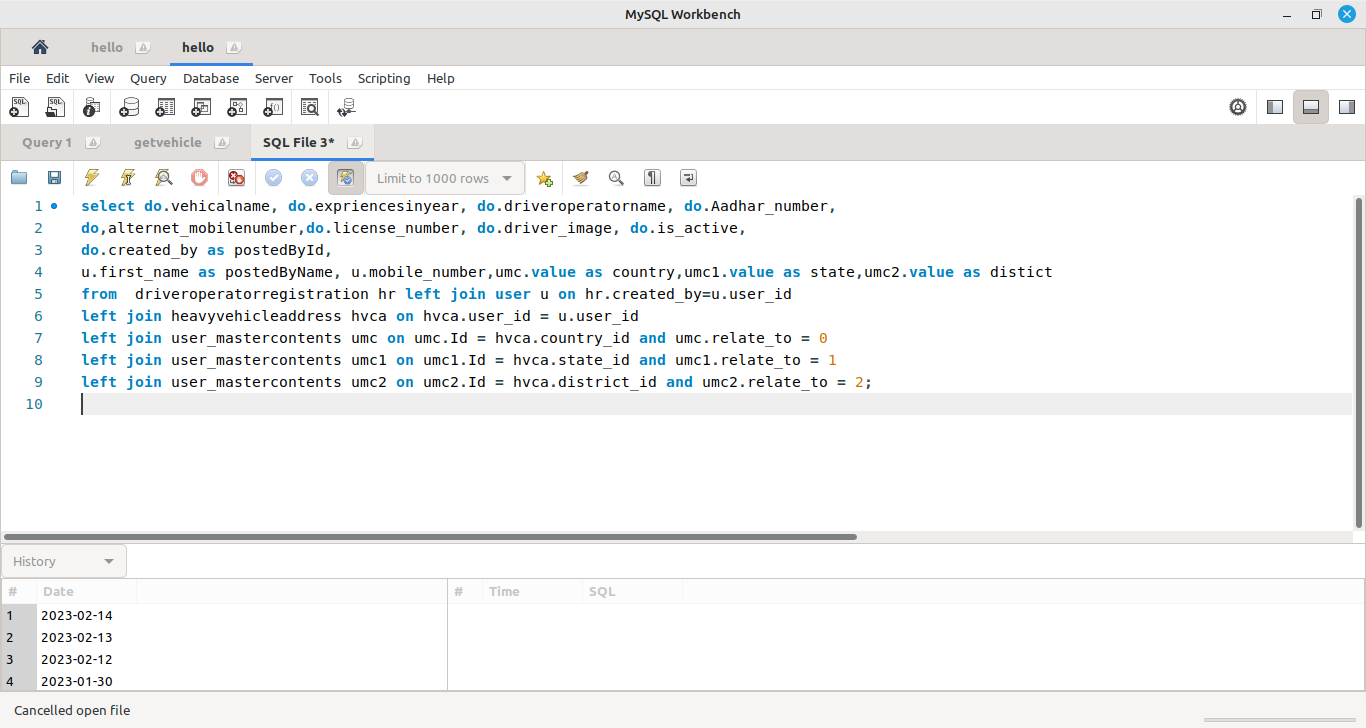 MySQL Workbench
hello hello
File Edit View Query Database Server Tools Scripting Help
Query 1 getvehicle SQL File 3*
Limit to 1000 rows
1 select do.vehicalname, do.expriencesinyear, do.driveroperatorname, do.Aadhar_number,
2 do,alternet_mobilenumber,do.license_number, do.driver_image, do.is_active,
3 do.created_by as postedById,
4 u.first_name as postedByName, u.mobile_number,umc.value as country,umc1.value as state,umc2.value as distict
5 from  driveroperatorregistration hr left join user u on hr.created_by=u.user_id
6 left join heavyvehicleaddress hvca on hvca.user_id = u.user_id
7 left join user_mastercontents umc on umc.Id = hvca.country_id and umc.relate_to = 0
8 left join user_mastercontents umc1 on umc1.Id = hvca.state_id and umc1.relate_to = 1
9 left join user_mastercontents umc2 on umc2.Id = hvca.district_id and umc2.relate_to = 2;
10
History
# Date # Time SQL
1 2023-02-14
2 2023-02-13
3 2023-02-12
4 2023-01-30
Cancelled open file